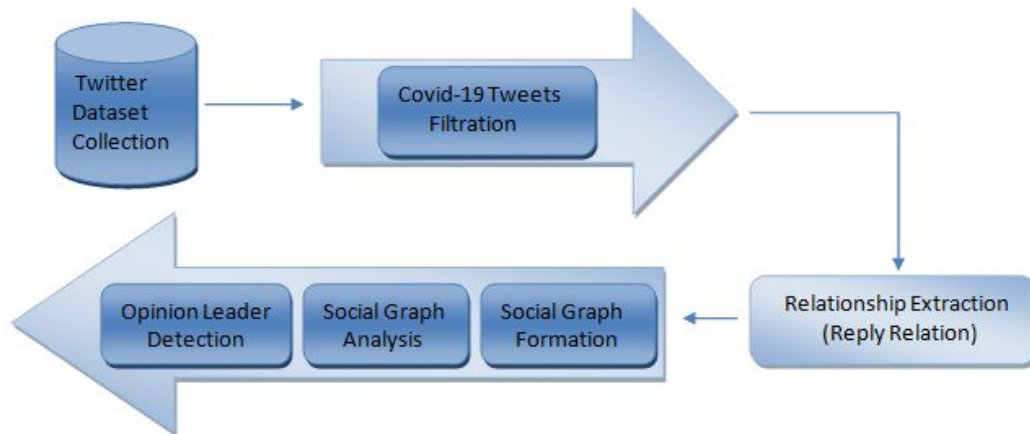 Twitter
Dataset
Collection
Covid-19 Tweets
Filtration
Relationship Extraction
(Reply Relation)
Social Graph
Formation
Social Graph
Analysis
Opinion Leader
Detection